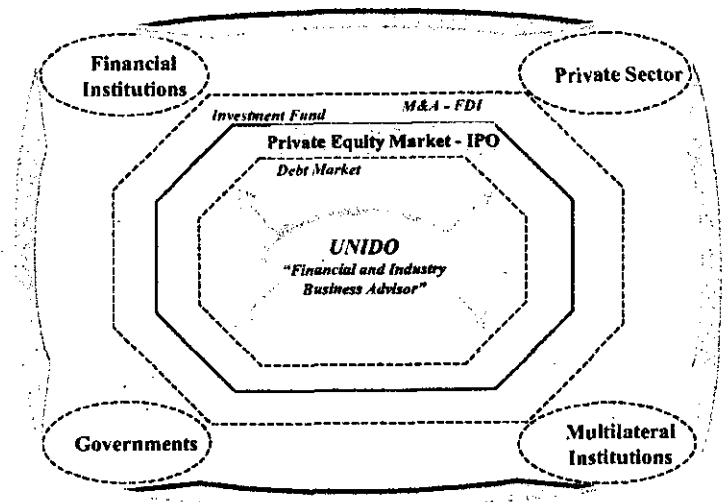 Financial
Institutions
Private Sector
M&A - FDI
Investment Fund
Private Equity Market - IPO
Debt Market
UNIDO
"Financial and Industry
Business Advisor"
Governments
Multilateral
Institutions